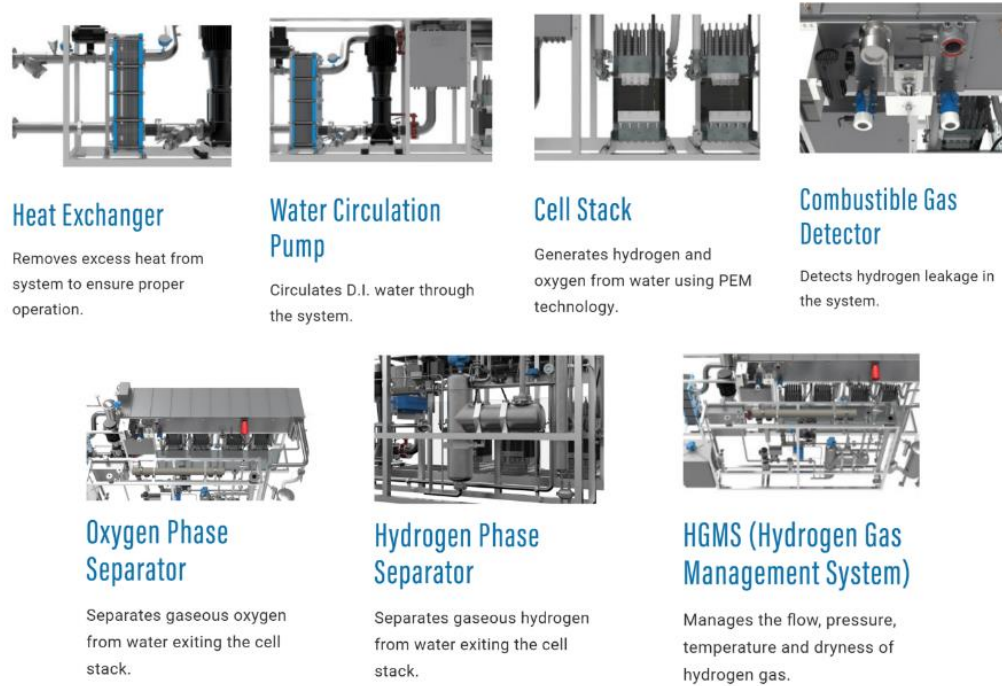 Heat Exchanger
Removes excess heat from
system to ensure proper
operation.
Water Circulation
Pump
Circulates D.I. water through
the system.
Cell Stack
Generates hydrogen and
oxygen from water using PEM
technology.
Combustible Gas
Detector
Detects hydrogen leakage in
the system.
Oxygen Phase
Separator
Separates gaseous oxygen
from water exiting the cell
stack.
Hydrogen Phase
Separator
Separates gaseous hydrogen
from water exiting the cell
stack.
HGMS (Hydrogen Gas
Management System)
Manages the flow, pressure,
temperature and dryness of
hydrogen gas.